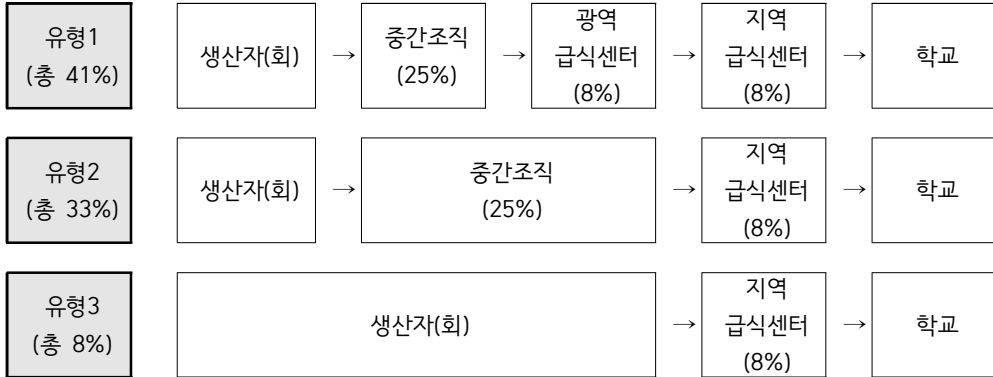 유형1
(총 41%)
생산자(회)
→
중간조직
(25%)
→
광역
급식센터
(8%)
→
지역
급식센터
(8%)
→
학교
유형2
(총 33%)
생산자(회)
→
중간조직
(25%)
→
지역
급식센터
(8%)
→
학교
유형3
(총 8%)
생산자(회)
→
지역
급식센터
(8%)
→
학교